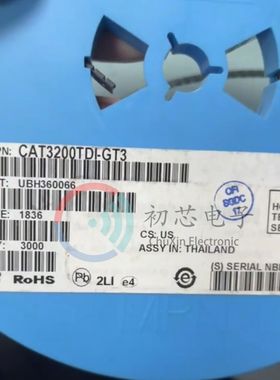 PN: CAT3200TDI-GT3
T: UBH360066
E: 1836
Y: 3000
初芯电子
ChuXin Electronic
CS: US
ASSY IN: THAILAND
RoHS
Pb
2LI
e4
(S) SERIAL NB